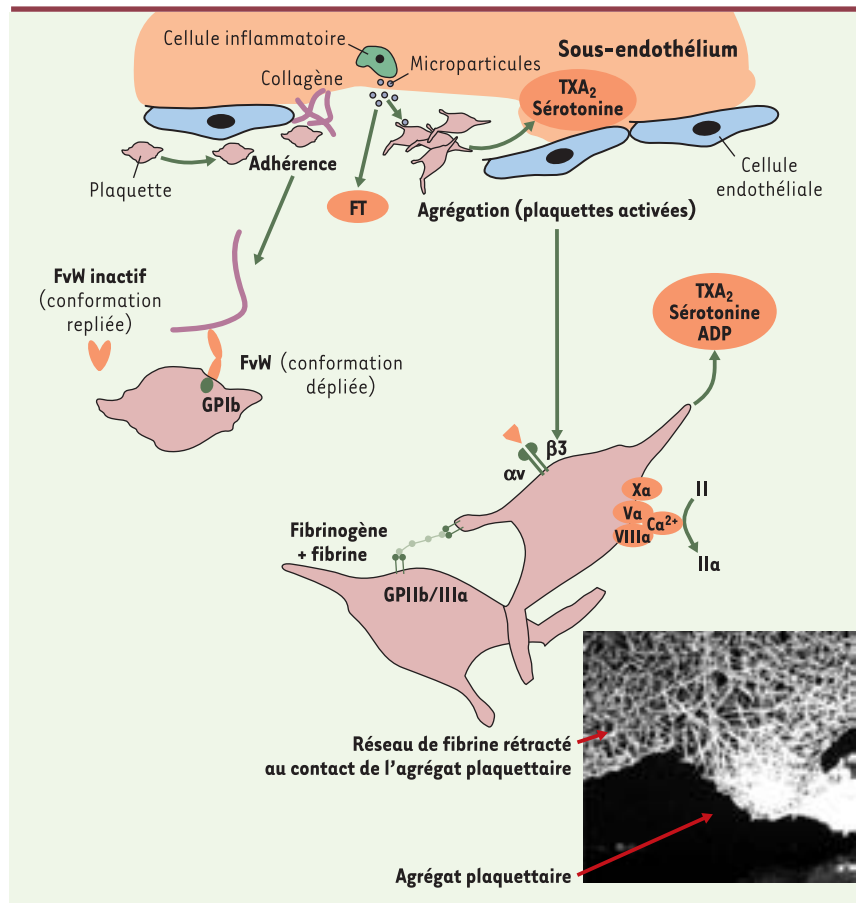 Cellule inflammatoire
Sous-endothélium
Microparticules
Collagène
TXA₂
Sérotonine
Adhérence
Plaquette
Cellule
endothéliale
FT
Agrégation (plaquettes activées)
FvW inactif
(conformation
repliée)
FvW (conformation
dépliée)
GPIb
TXA₂
Sérotonine
ADP
β3
αv
Xa
II
Va
Ca²⁺
VIIIa
IIa
Fibrinogène
+ fibrine
GPIIb/IIIa
Réseau de fibrine rétracté
au contact de l'agrégat plaquettaire
Agrégat plaquettaire